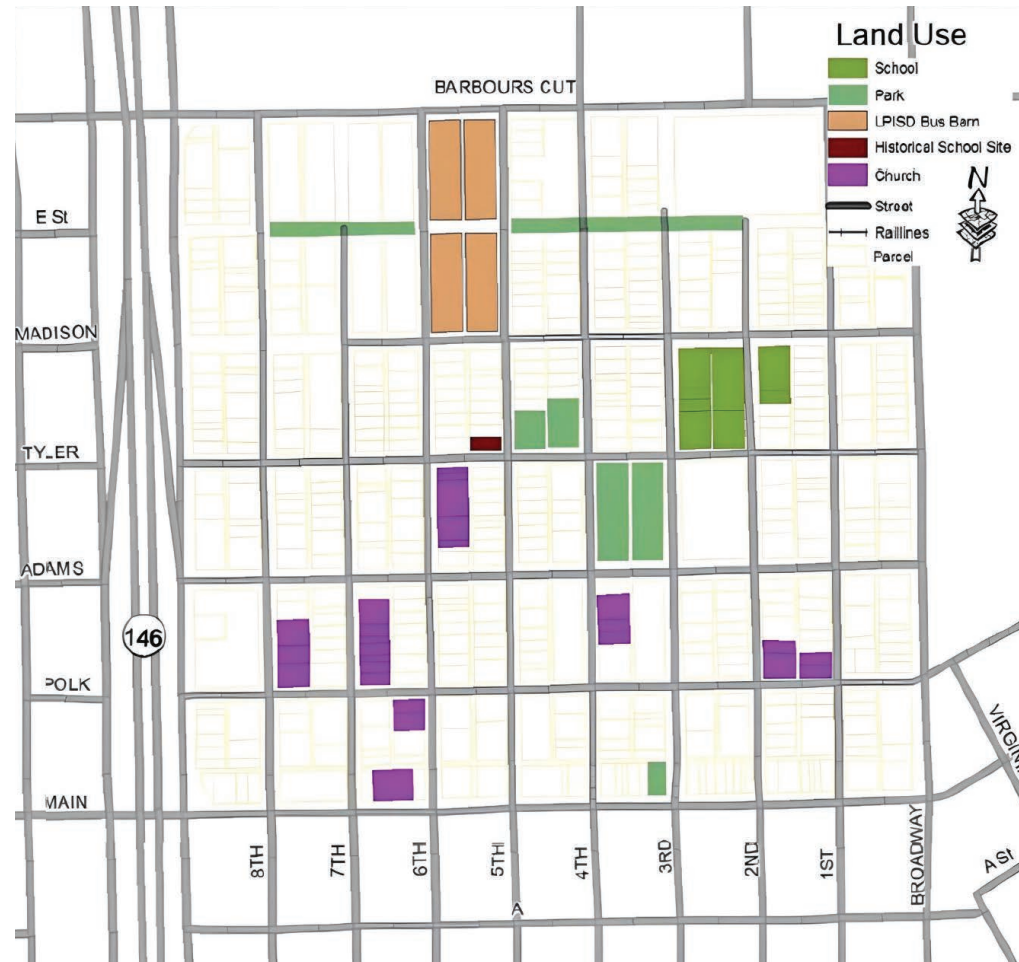 Land Use
School
Park
LPISD Bus Barn
Historical School Site
Church
Street
Raillines
Parcel
N
BARBOURS CUT
E St
MADISON
TYLER
ADAMS
146
POLK
MAIN
8TH
7TH
6TH
5TH
4TH
3RD
2ND
1ST
BROADWAY
VIRGINIA
A St
A